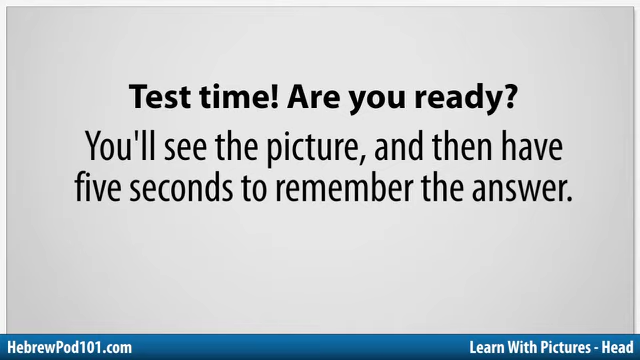 Test time! Are you ready?
You'll see the picture, and then have
five seconds to remember the answer.
HebrewPod101.com
Learn With Pictures - Head